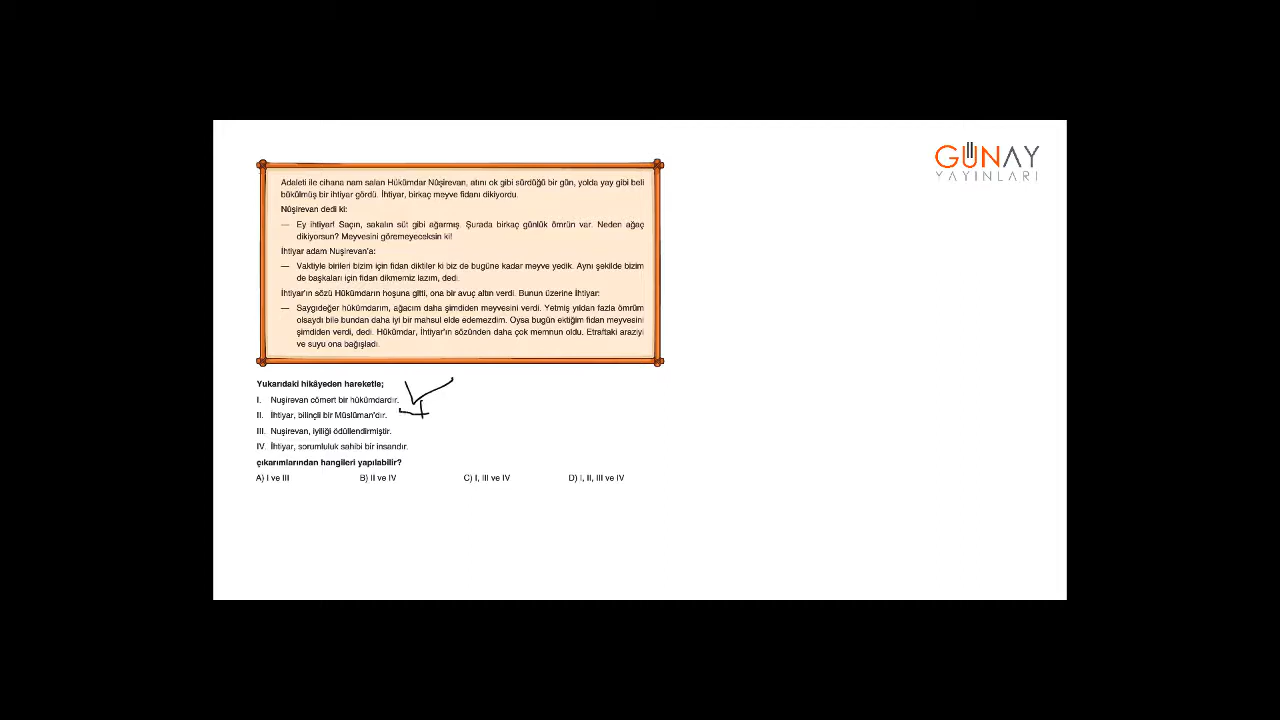 GÜNAY
YAYINLARI
Adaleti ile cihana nam salan Hükümdar Nûşirevan, atını ok gibi sürdüğü bir gün, yolda yay gibi beli
bükülmüş bir ihtiyar gördü. İhtiyar, birkaç meyve fidanı dikiyordu.
Nûşirevan dedi ki:
— Ey ihtiyar! Saçın, sakalın süt gibi ağarmış. Şurada birkaç günlük ömrün var. Neden ağaç
dikiyorsun? Meyvesini göremeyeceksin ki!
İhtiyar adam Nuşirevan'a:
— Vaktiyle birileri bizim için fidan diktiler ki biz de bugüne kadar meyve yedik. Aynı şekilde bizim
de başkaları için fidan dikmemiz lazım, dedi.
İhtiyar'ın sözü Hükümdarın hoşuna gitti, ona bir avuç altın verdi. Bunun üzerine İhtiyar:
— Saygıdeğer hükümdarım, ağacım daha şimdiden meyvesini verdi. Yetmiş yıldan fazla ömrüm
olsaydı bile bundan daha iyi bir mahsul elde edemezdim. Oysa bugün ektiğim fidan meyvesini
şimdiden verdi, dedi. Hükümdar, İhtiyar'ın sözünden daha çok memnun oldu. Etraftaki araziyi
ve suyu ona bağışladı.
Yukarıdaki hikâyeden hareketle;
I. Nuşirevan cömert bir hükümdardır.
II. İhtiyar, bilinçli bir Müslüman'dır.
III. Nuşirevan, iyiliği ödüllendirmiştir.
IV. İhtiyar, sorumluluk sahibi bir insandır.
çıkarımlarından hangileri yapılabilir?
A) I ve III B) II ve IV C) I, III ve IV D) I, II, III ve IV